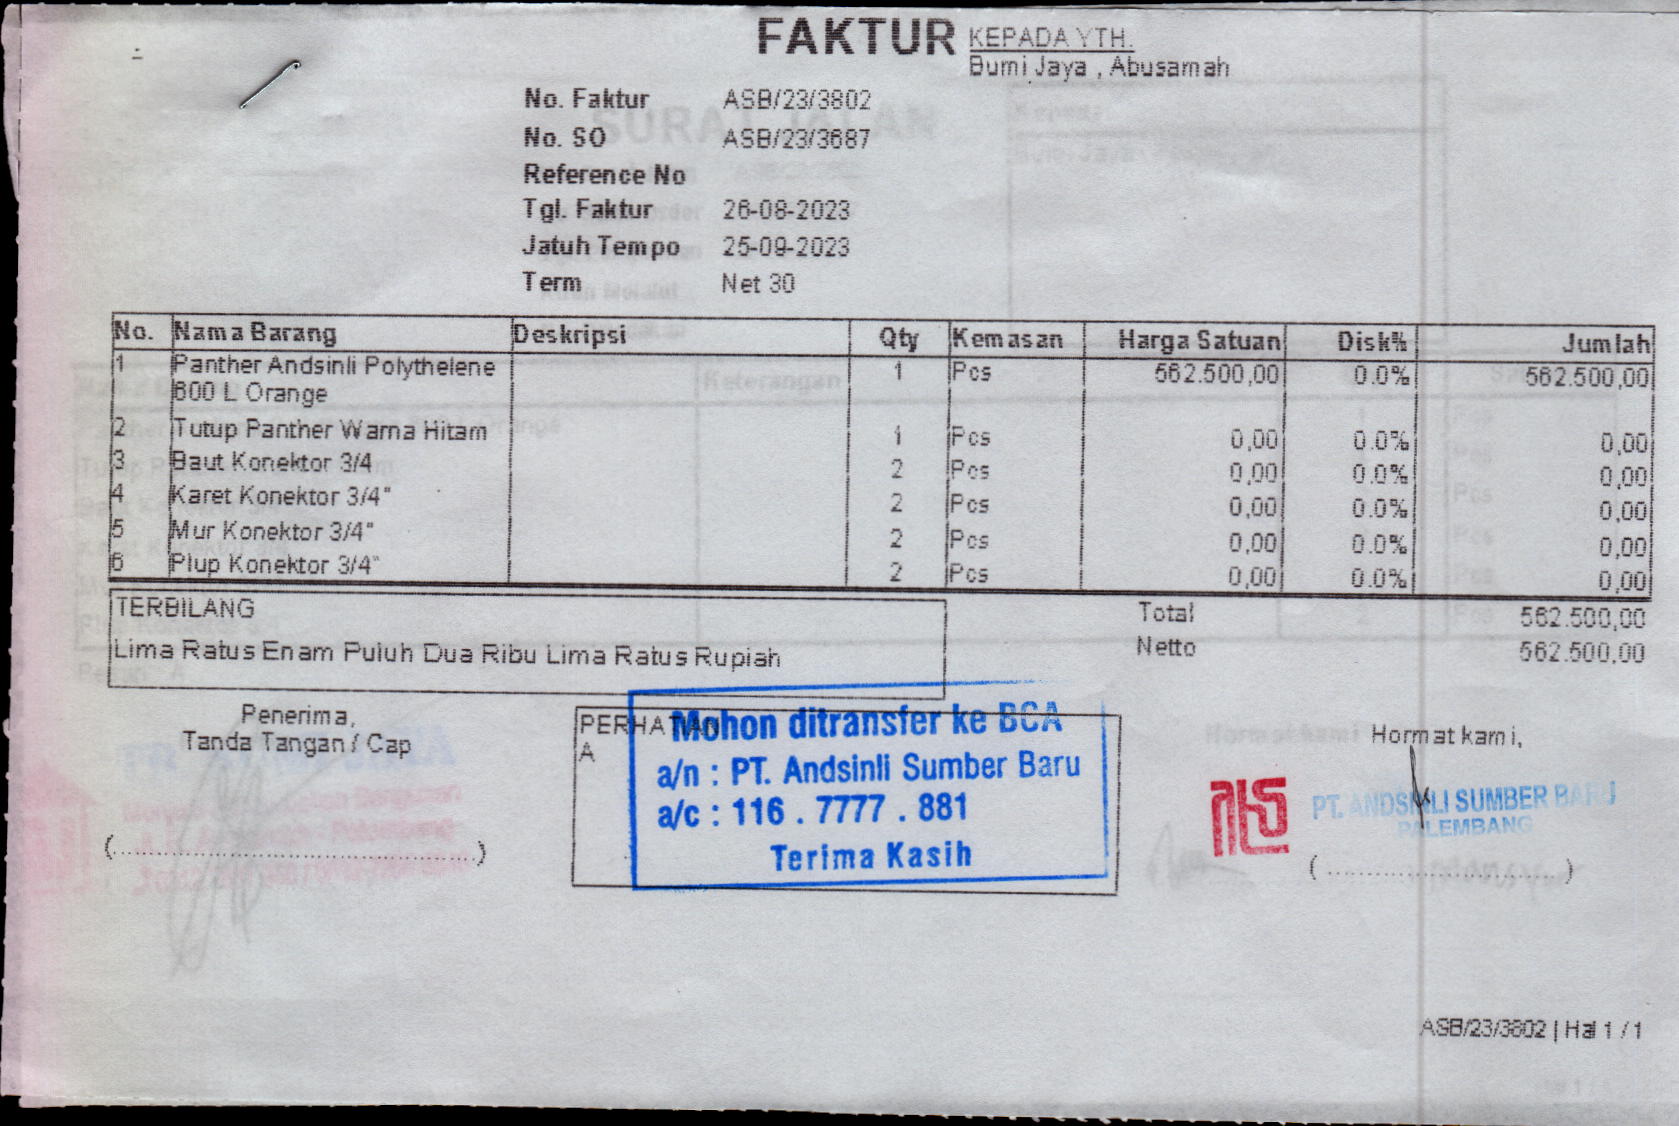 FAKTUR
KEPADA YTH.
Bumi Jaya , Abusamah
No. Faktur ASB/23/3802
No. SO ASB/23/3687
Reference No
Tgl. Faktur 26-08-2023
Jatuh Tempo 25-09-2023
Term Net 30
No. Nama Barang Deskripsi Qty Kemasan Harga Satuan Disk% Jumlah
1 Panther Andsinli Polythelene 1 Pcs 562.500,00 0.0% 562.500,00
600 L Orange
2 Tutup Panther Warna Hitam 1 Pcs 0,00 0.0% 0,00
3 Baut Konektor 3/4 2 Pcs 0,00 0.0% 0,00
4 Karet Konektor 3/4" 2 Pcs 0,00 0.0% 0,00
5 Mur Konektor 3/4" 2 Pcs 0,00 0.0% 0,00
6 Plup Konektor 3/4" 2 Pcs 0,00 0.0% 0,00
TERBILANG
Lima Ratus Enam Puluh Dua Ribu Lima Ratus Rupiah
Total 562.500,00
Netto 562.500,00
Penerima,
Tanda Tangan / Cap
(................................)
PERHATIAN
A
Mohon ditransfer ke BCA
a/n : PT. Andsinli Sumber Baru
a/c : 116 . 7777 . 881
Terima Kasih
Hormat kami,
PT. ANDSINLI SUMBER BARU
PALEMBANG
(................................)
ASB/23/3802 | Hal 1 / 1